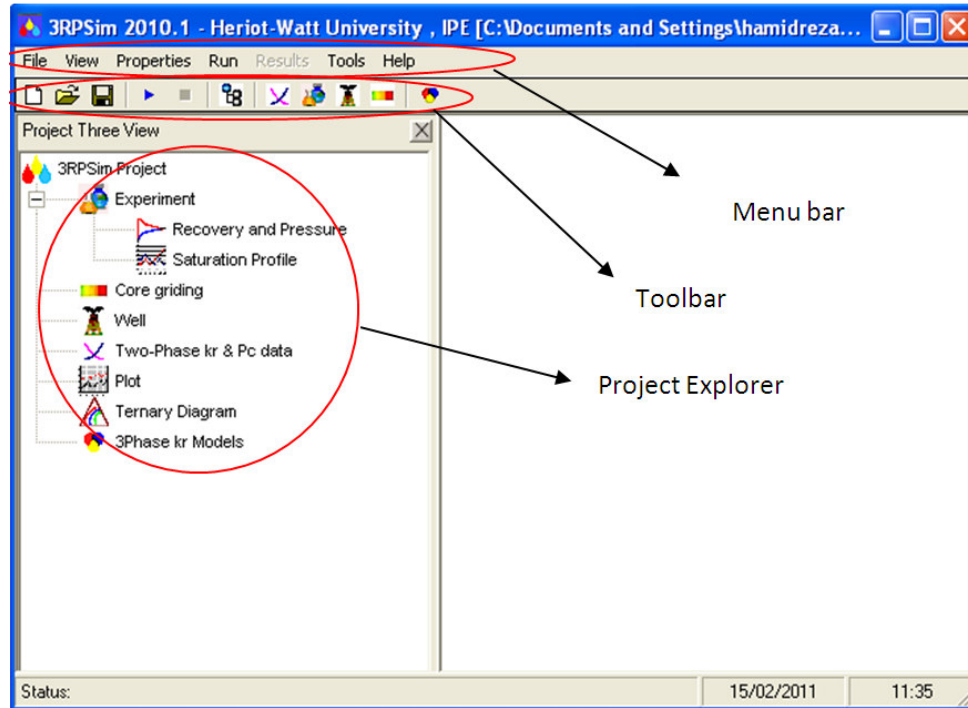 3RPSim 2010.1 - Heriot-Watt University , IPE [C:\Documents and Settings\hamidreza...
File View Properties Run Results Tools Help
Project Three View
3RPSim Project
Experiment
Recovery and Pressure
Saturation Profile
Core griding
Well
Two-Phase kr & Pc data
Plot
Ternary Diagram
3Phase kr Models
Menu bar
Toolbar
Project Explorer
Status:
15/02/2011
11:35